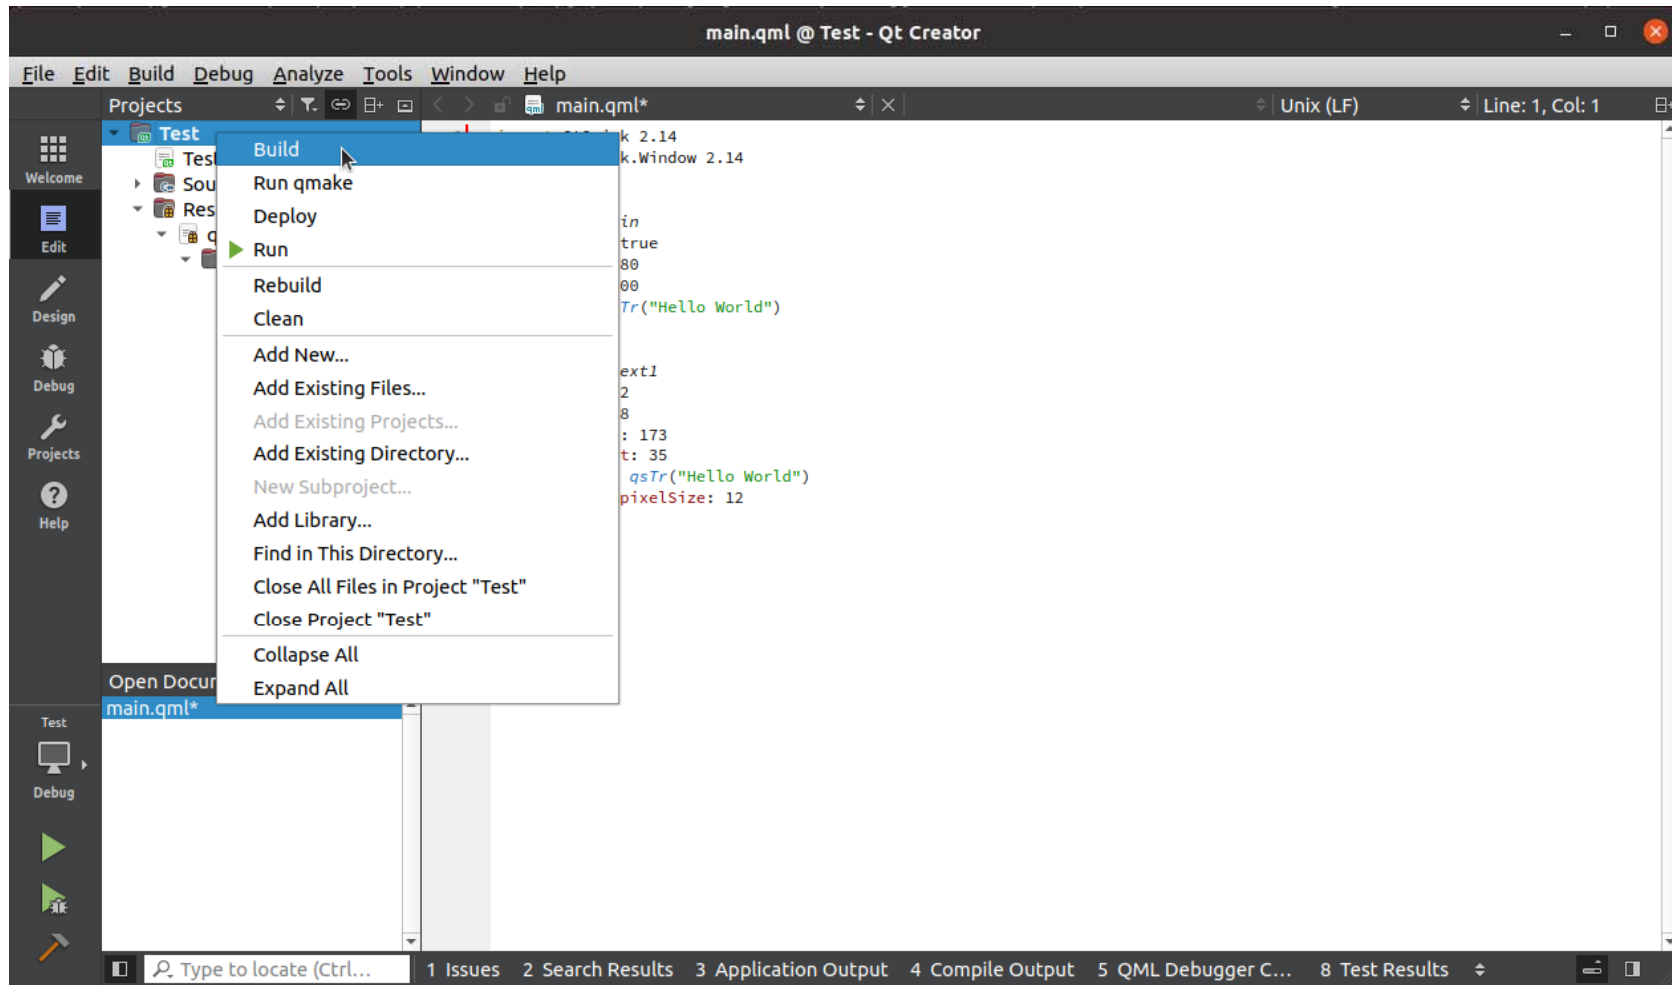 main.qml @ Test - Qt Creator
File Edit Build Debug Analyze Tools Window Help
Projects main.qml* Unix (LF) Line: 1, Col: 1
Welcome
Edit
Design
Debug
Projects
Help
Test
Debug
Test
Tes
Sou
Res
q
Build
Run qmake
Deploy
Run
Rebuild
Clean
Add New...
Add Existing Files...
Add Existing Projects...
Add Existing Directory...
New Subproject...
Add Library...
Find in This Directory...
Close All Files in Project "Test"
Close Project "Test"
Collapse All
Expand All
k 2.14
k.Window 2.14
in
true
80
00
Tr("Hello World")
ext1
2
8
: 173
t: 35
qsTr("Hello World")
pixelSize: 12
Open Docu
main.qml*
Type to locate (Ctrl... 1 Issues 2 Search Results 3 Application Output 4 Compile Output 5 QML Debugger C... 8 Test Results